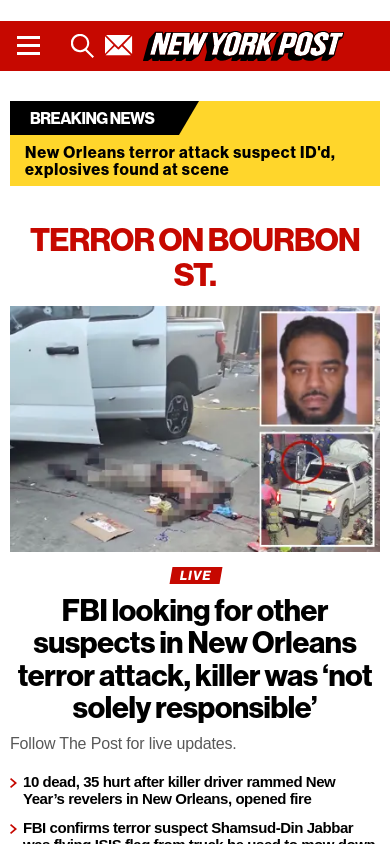 NEW YORK POST
BREAKING NEWS
New Orleans terror attack suspect ID'd,
explosives found at scene
TERROR ON BOURBON
ST.
LIVE
FBI looking for other
suspects in New Orleans
terror attack, killer was ‘not
solely responsible’
Follow The Post for live updates.
10 dead, 35 hurt after killer driver rammed New
Year’s revelers in New Orleans, opened fire
FBI confirms terror suspect Shamsud-Din Jabbar
was flying ISIS flag from truck he used to mow down